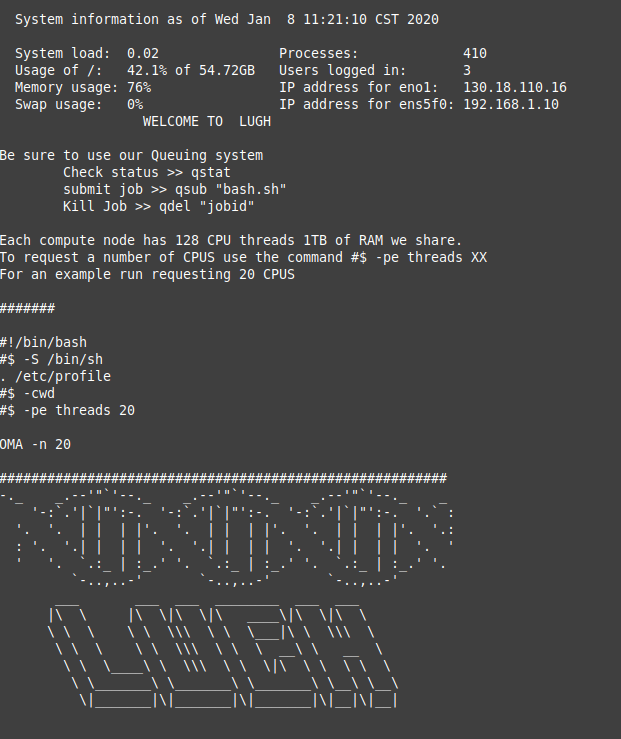 System information as of Wed Jan  8 11:21:10 CST 2020
System load:  0.02               Processes:             410
Usage of /:   42.1% of 54.72GB   Users logged in:       3
Memory usage: 76%                IP address for eno1:   130.18.110.16
Swap usage:   0%                 IP address for ens5f0: 192.168.1.10
WELCOME TO  LUGH
Be sure to use our Queuing system
Check status >> qstat
submit job >> qsub "bash.sh"
Kill Job >> qdel "jobid"
Each compute node has 128 CPU threads 1TB of RAM we share.
To request a number of CPUS use the command #$ -pe threads XX
For an example run requesting 20 CPUS
#######
#!/bin/bash
#$ -S /bin/sh
. /etc/profile
#$ -cwd
#$ -pe threads 20
OMA -n 20
########################################################
LUGH